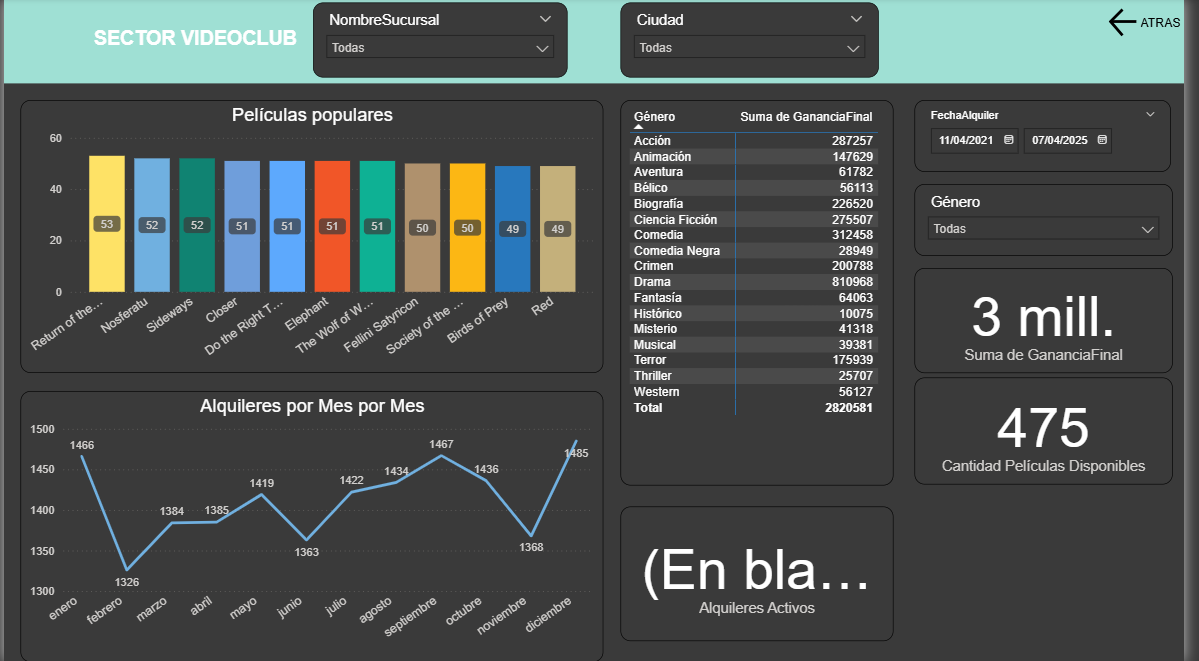 SECTOR VIDEOCLUB
NombreSucursal
Todas
Ciudad
Todas
ATRAS
Películas populares
60
40
20
0
53
52
52
51
51
51
51
50
50
49
49
Return of the…
Nosferatu
Sideways
Closer
Do the Right T…
Elephant
The Wolf of W…
Fellini Satyricon
Society of the …
Birds of Prey
Red
Alquileres por Mes por Mes
1500
1450
1400
1350
1300
1466
1326
1384
1385
1419
1363
1422
1434
1467
1436
1368
1485
enero
febrero
marzo
abril
mayo
junio
julio
agosto
septiembre
octubre
noviembre
diciembre
Género Suma de GananciaFinal
Acción 287257
Animación 147629
Aventura 61782
Bélico 56113
Biografía 226520
Ciencia Ficción 275507
Comedia 312458
Comedia Negra 28949
Crimen 200788
Drama 810968
Fantasía 64063
Histórico 10075
Misterio 41318
Musical 39381
Terror 175939
Thriller 25707
Western 56127
Total 2820581
(En bla…
Alquileres Activos
FechaAlquiler
11/04/2021 07/04/2025
Género
Todas
3 mill.
Suma de GananciaFinal
475
Cantidad Películas Disponibles